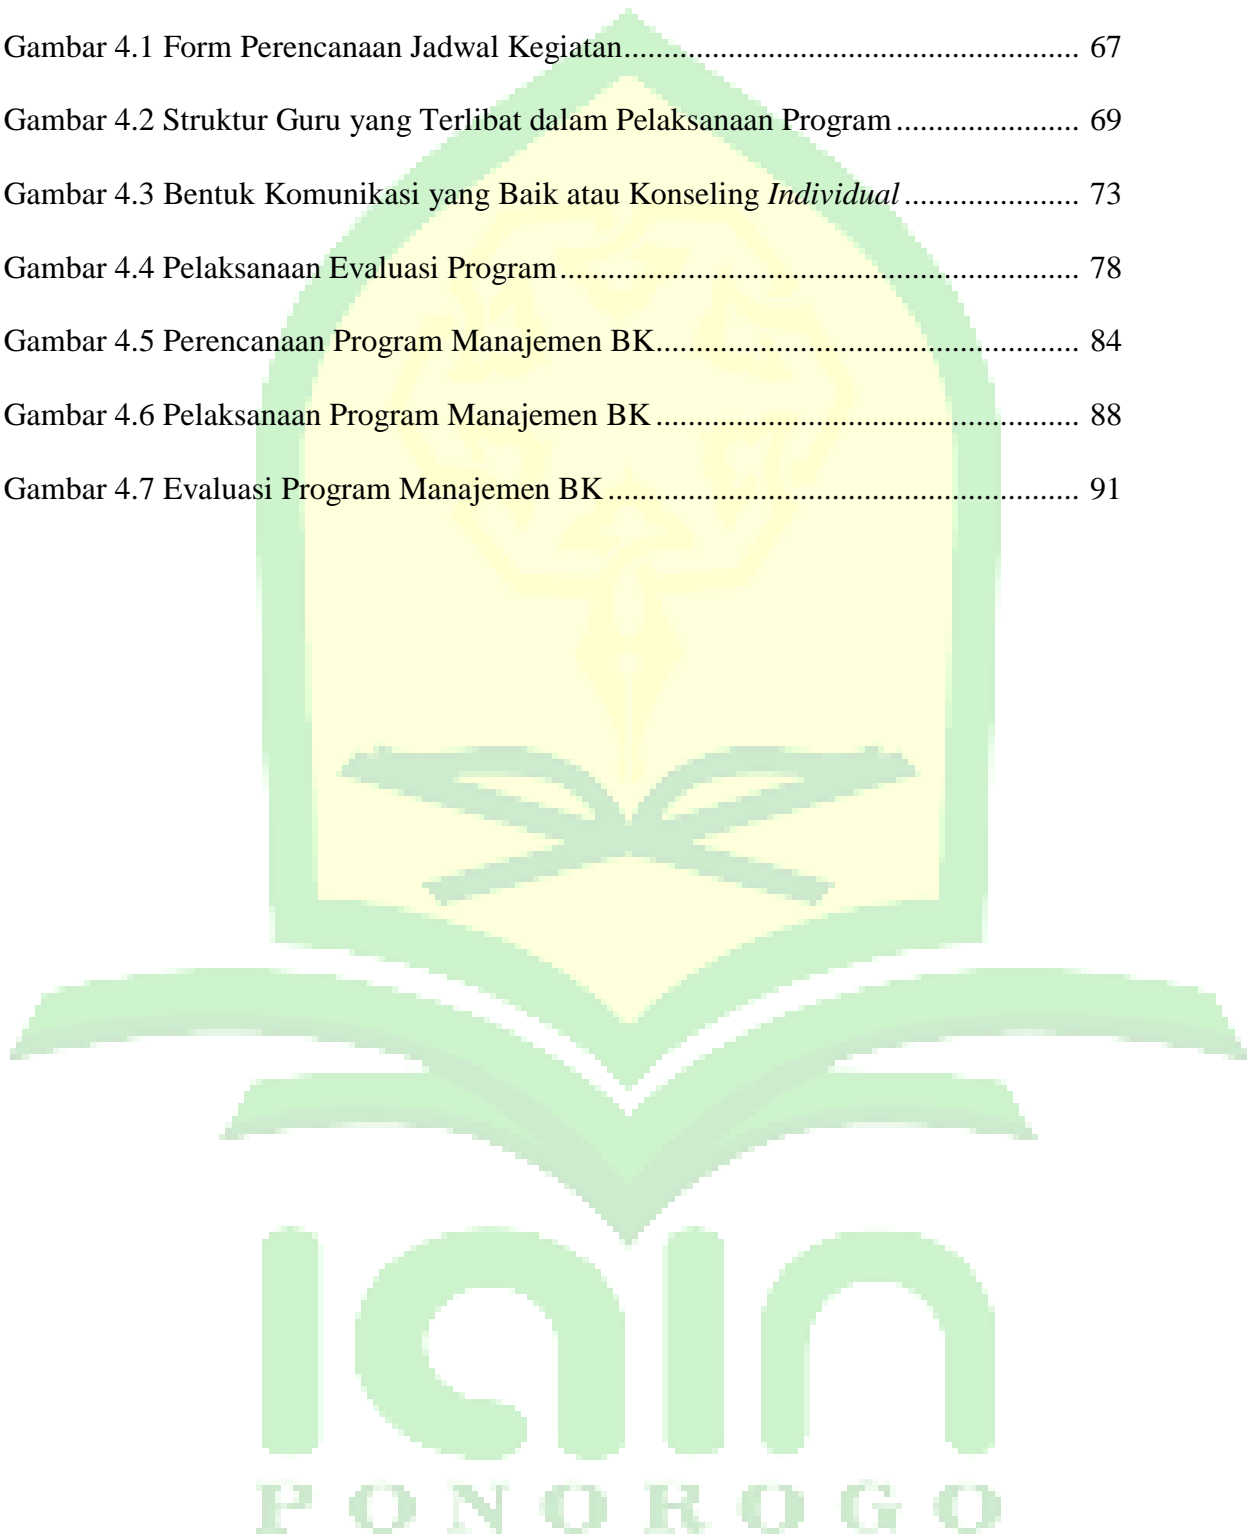 Gambar 4.1 Form Perencanaan Jadwal Kegiatan.......................................................... 67
Gambar 4.2 Struktur Guru yang Terlibat dalam Pelaksanaan Program ....................... 69
Gambar 4.3 Bentuk Komunikasi yang Baik atau Konseling Individual ...................... 73
Gambar 4.4 Pelaksanaan Evaluasi Program.................................................................. 78
Gambar 4.5 Perencanaan Program Manajemen BK...................................................... 84
Gambar 4.6 Pelaksanaan Program Manajemen BK ...................................................... 88
Gambar 4.7 Evaluasi Program Manajemen BK ............................................................ 91
iain
PONOROGO